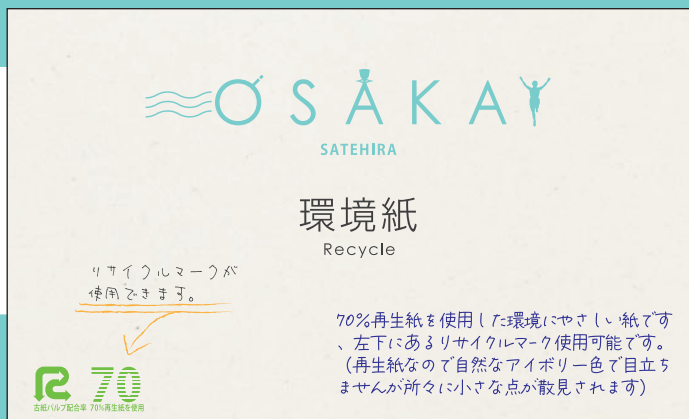 OSAKA
SATEHIRA
環境紙
Recycle
リサイクルマークが
使用できます。
70%再生紙を使用した環境にやさしい紙です
、左下にあるリサイクルマーク使用可能です。
(再生紙なので自然なアイボリー色で目立ち
ませんが所々に小さな点が散見されます)
R 70
古紙パルプ配合率 70%再生紙を使用